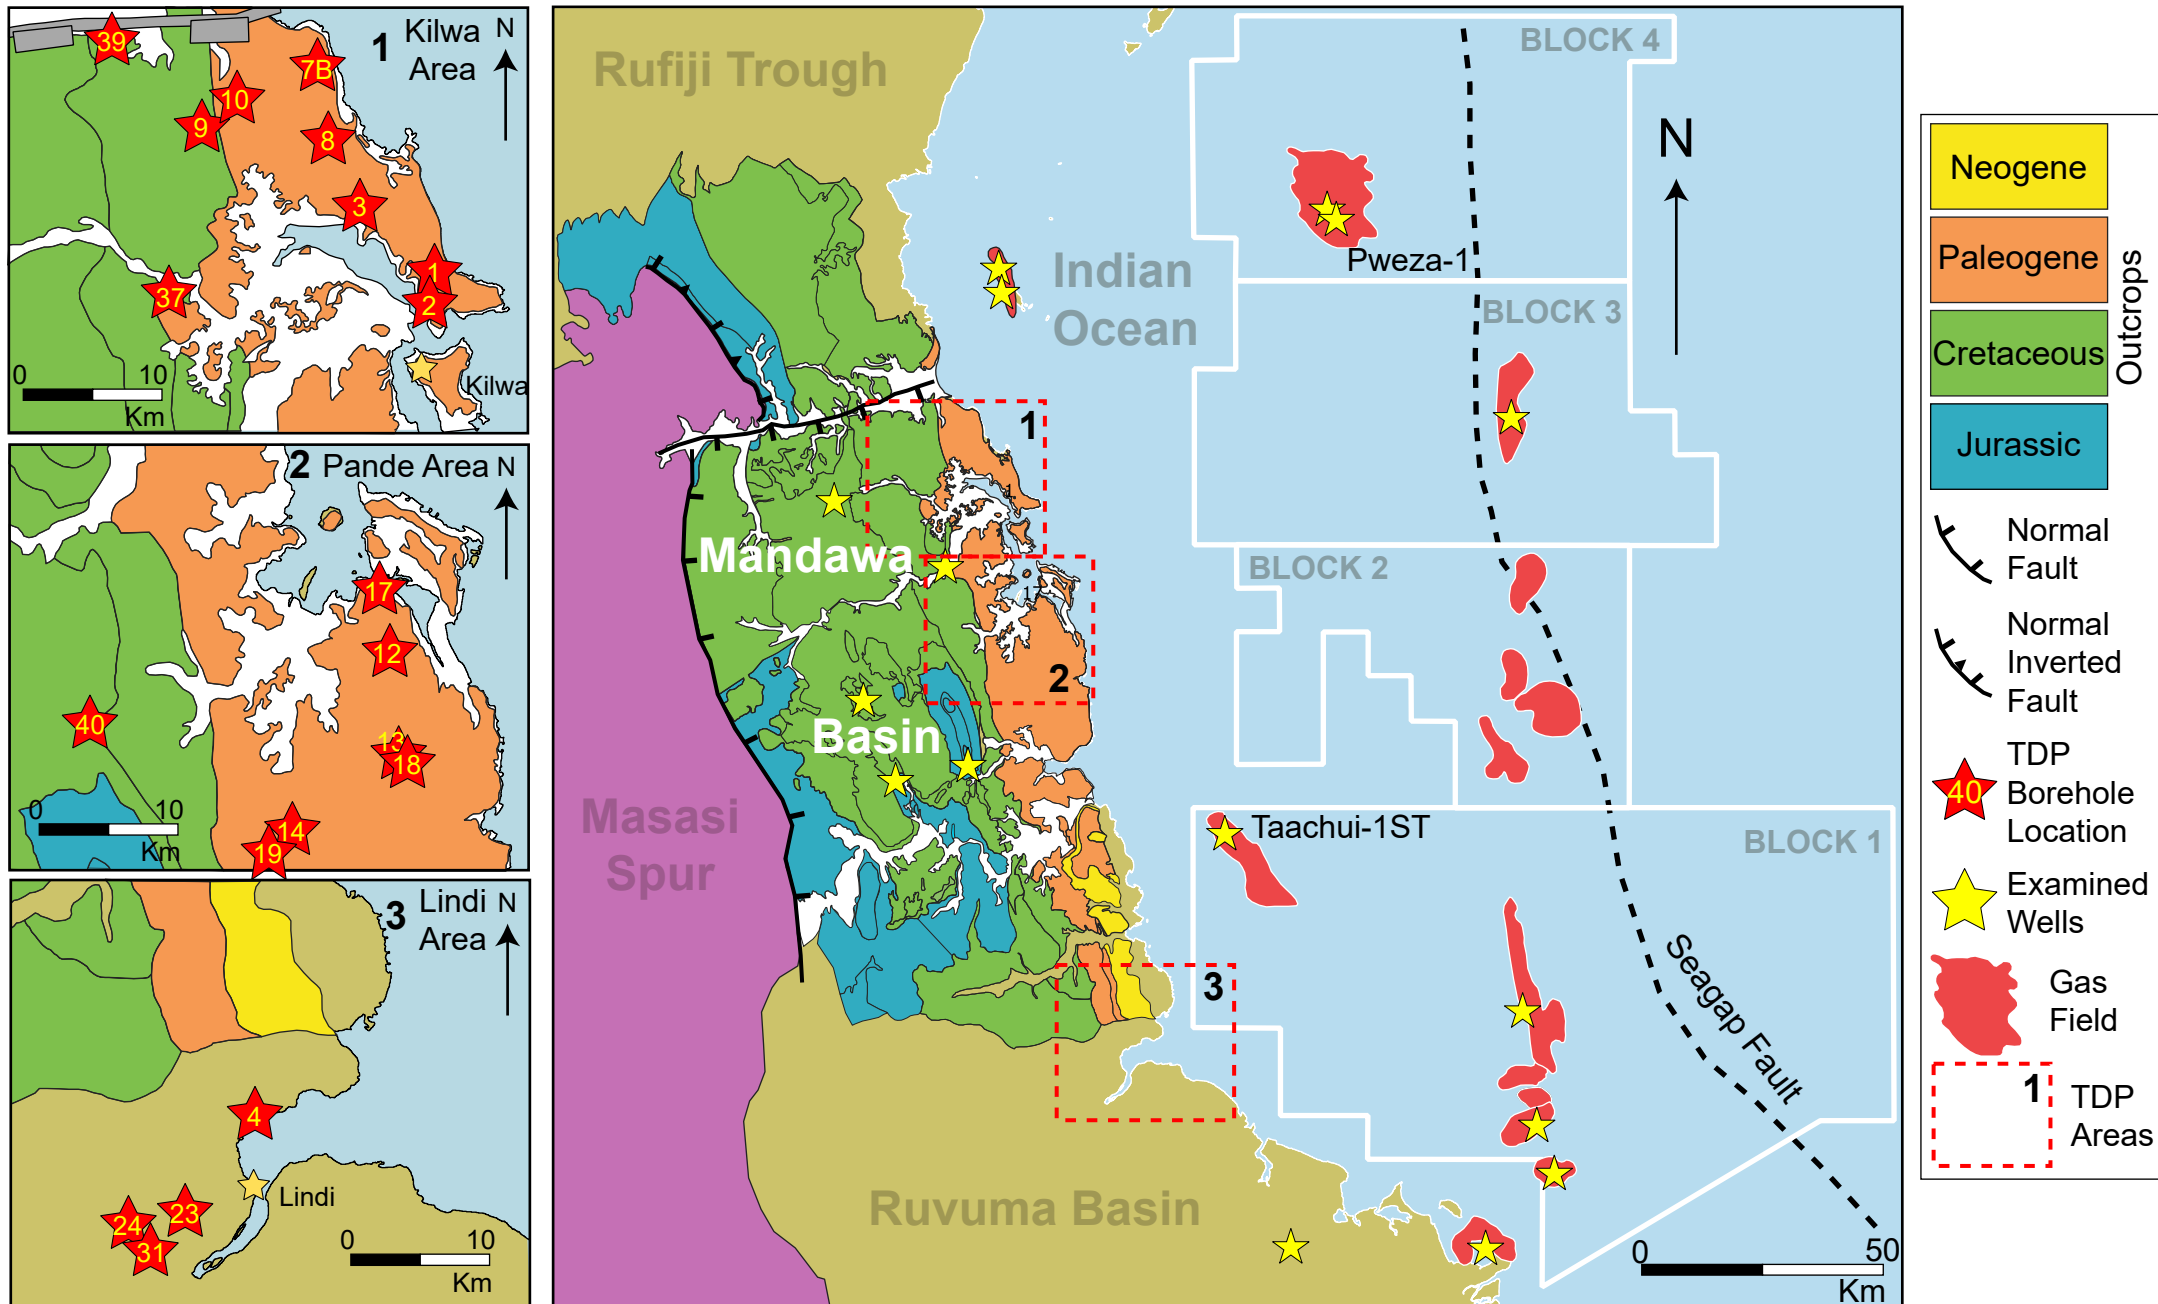 1 Kilwa Area N
39
7B
10
9
8
3
1
37
2
Kilwa
0 10
Km
2 Pande Area N
17
12
40
13
18
14
19
0 10
Km
3 Lindi Area N
4
Lindi
23
24
31
0 10
Km
Rufiji Trough
BLOCK 4
N
Pweza-1
Indian
Ocean
BLOCK 3
1
1
Mandawa
BLOCK 2
17
2
Basin
Masasi
Spur
Taachui-1ST
BLOCK 1
3
Seagap Fault
Ruvuma Basin
0 50
Km
Neogene
Paleogene
Cretaceous
Jurassic
Outcrops
Normal
Fault
Normal
Inverted
Fault
40
TDP
Borehole
Location
Examined
Wells
Gas
Field
1
TDP
Areas